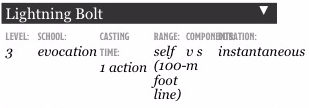 Lightning Bolt ▼
LEVEL: SCHOOL: CASTING TIME: RANGE: COMPONENTS: DURATION:
3 evocation 1 action self (100-foot line) v s m instantaneous